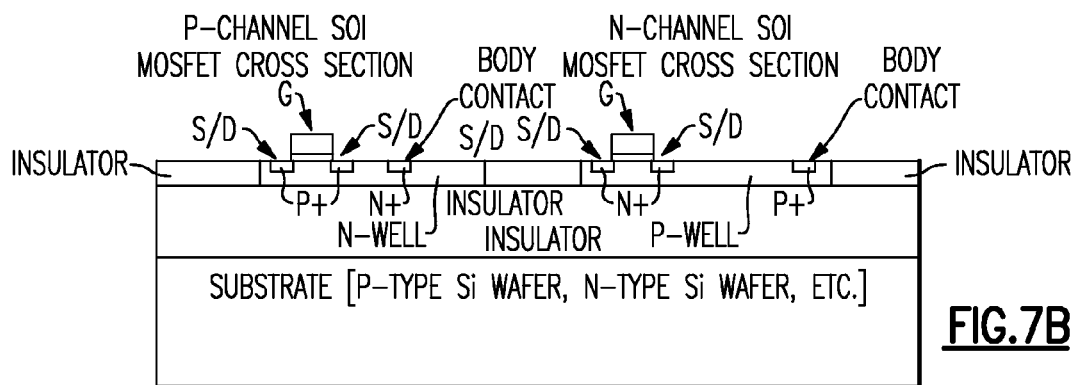 P-CHANNEL SOI
MOSFET CROSS SECTION
N-CHANNEL SOI
MOSFET CROSS SECTION
G
BODY
CONTACT
G
BODY
CONTACT
S/D
S/D
S/D
S/D
S/D
INSULATOR
INSULATOR
P+
N+
INSULATOR
N+
P+
N-WELL
INSULATOR
P-WELL
SUBSTRATE [P-TYPE Si WAFER, N-TYPE Si WAFER, ETC.]
FIG.7B